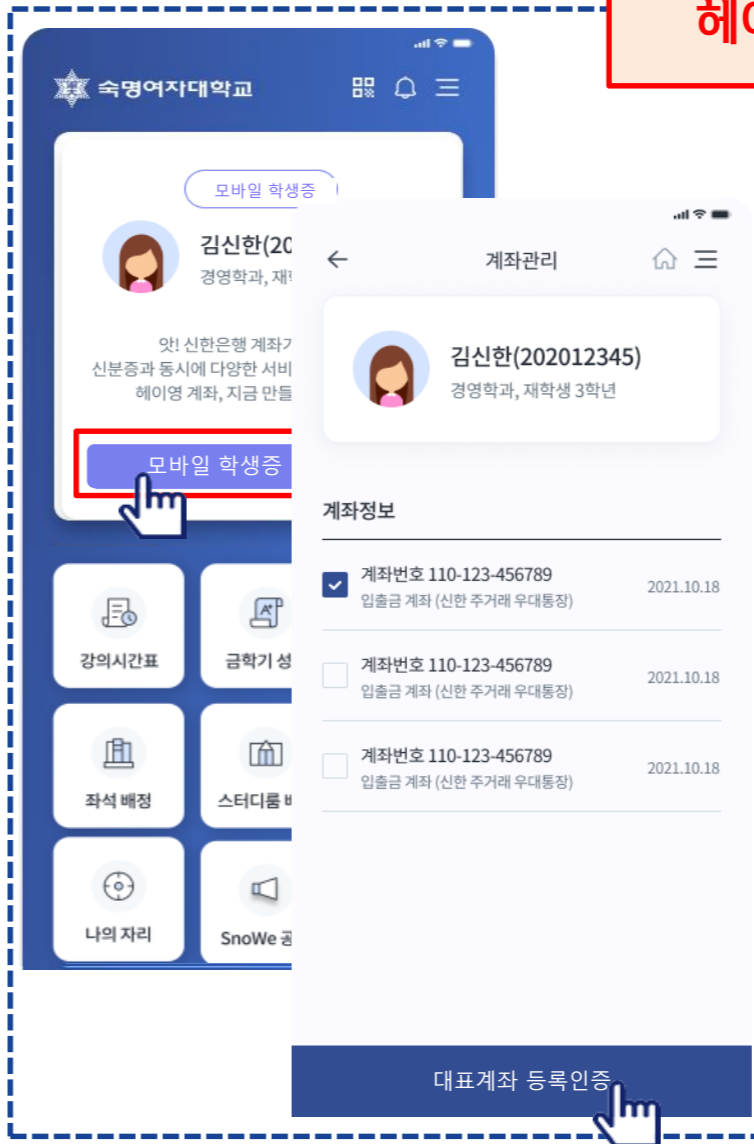 헤이
숙명여자대학교
모바일 학생증
김신한(20
경영학과, 재
앗! 신한은행 계좌가
신분증과 동시에 다양한 서비
헤이영 계좌, 지금 만들
모바일 학생증
강의시간표
금학기 성
좌석 배정
스터디룸
나의 자리
SnoWe 공
계좌관리
김신한(202012345)
경영학과, 재학생 3학년
계좌정보
계좌번호 110-123-456789
입출금 계좌 (신한 주거래 우대통장)
2021.10.18
계좌번호 110-123-456789
입출금 계좌 (신한 주거래 우대통장)
2021.10.18
계좌번호 110-123-456789
입출금 계좌 (신한 주거래 우대통장)
2021.10.18
대표계좌 등록인증